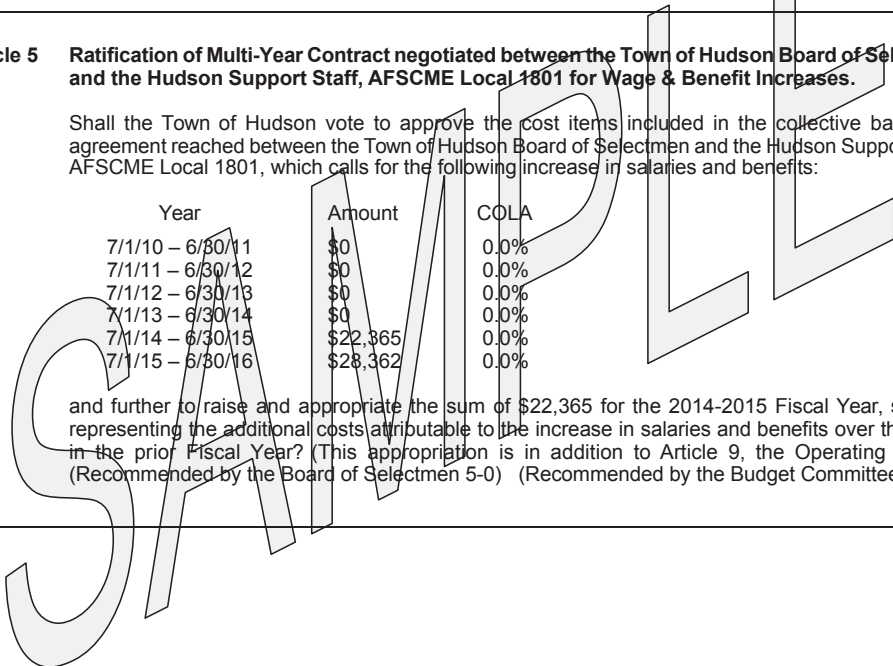 cle 5 Ratification of Multi-Year Contract negotiated between the Town of Hudson Board of Sel
and the Hudson Support Staff, AFSCME Local 1801 for Wage & Benefit Increases.
Shall the Town of Hudson vote to approve the cost items included in the collective ba
agreement reached between the Town of Hudson Board of Selectmen and the Hudson Suppo
AFSCME Local 1801, which calls for the following increase in salaries and benefits:
Year Amount COLA
7/1/10 – 6/30/11 $0 0.0%
7/1/11 – 6/30/12 $0 0.0%
7/1/12 – 6/30/13 $0 0.0%
7/1/13 – 6/30/14 $0 0.0%
7/1/14 – 6/30/15 $22,365 0.0%
7/1/15 – 6/30/16 $28,362 0.0%
and further to raise and appropriate the sum of $22,365 for the 2014-2015 Fiscal Year, s
representing the additional costs attributable to the increase in salaries and benefits over th
in the prior Fiscal Year? (This appropriation is in addition to Article 9, the Operating
(Recommended by the Board of Selectmen 5-0) (Recommended by the Budget Committee
SAMPLE